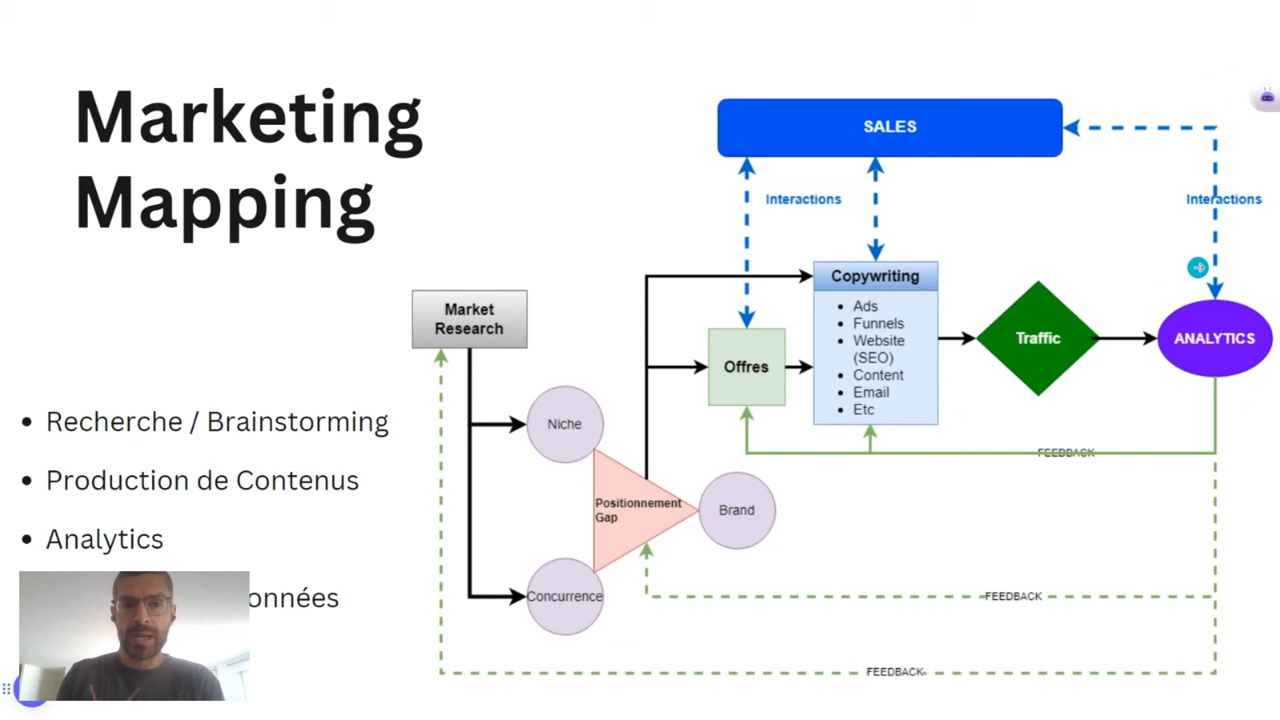 Marketing
Mapping
Recherche / Brainstorming
Production de Contenus
Analytics
onnées
SALES
Interactions
Interactions
Market
Research
Copywriting
Ads
Funnels
Website
(SEO)
Content
Email
Etc
Offres
Traffic
ANALYTICS
Niche
Positionnement
Gap
Brand
Concurrence
FEEDBACK
FEEDBACK
FEEDBACK